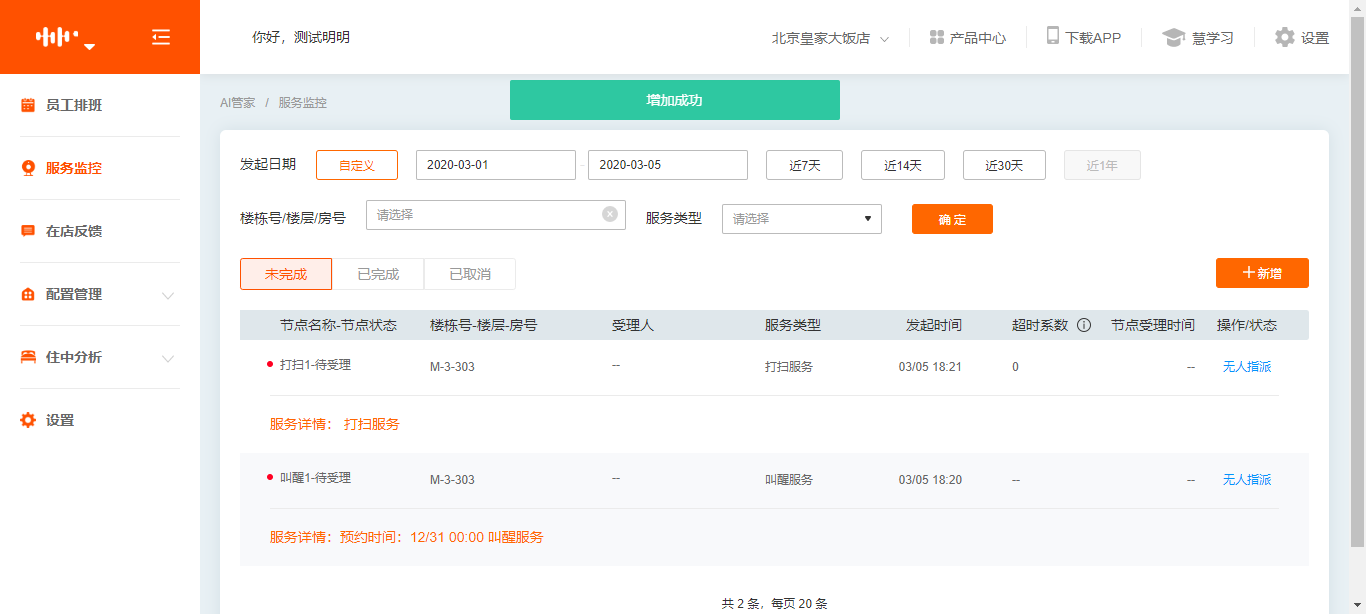 你好，测试明明
北京皇家大饭店
产品中心
下载APP
慧学习
设置
员工排班
服务监控
在店反馈
配置管理
住中分析
设置
AI管家 / 服务监控
增加成功
发起日期 自定义 2020-03-01 - 2020-03-05 近7天 近14天 近30天 近1年
楼栋号/楼层/房号 请选择 服务类型 请选择 确 定
未完成 已完成 已取消 新增
节点名称-节点状态 楼栋号-楼层-房号 受理人 服务类型 发起时间 超时系数 节点受理时间 操作/状态
打扫1-待受理 M-3-303 -- 打扫服务 03/05 18:21 0 -- 无人指派
服务详情： 打扫服务
叫醒1-待受理 M-3-303 -- 叫醒服务 03/05 18:20 -- -- 无人指派
服务详情：预约时间：12/31 00:00 叫醒服务
共 2 条，每页 20 条